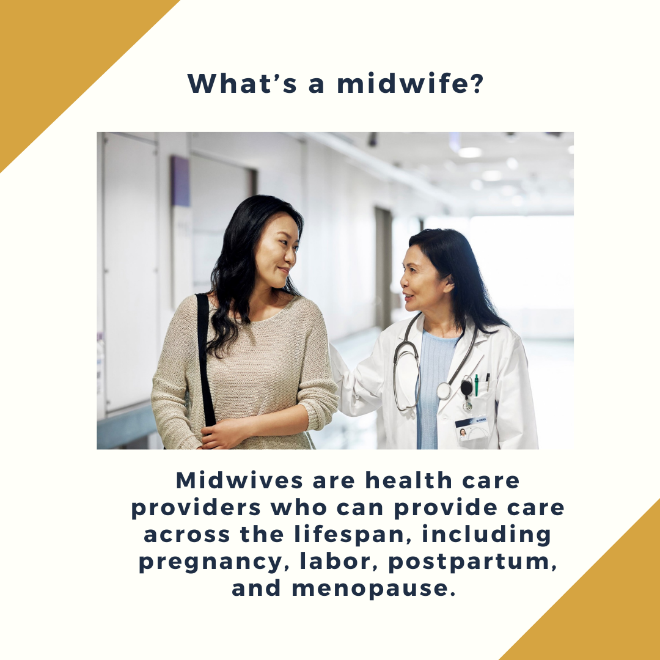 What's a midwife?
Midwives are health care
providers who can provide care
across the lifespan, including
pregnancy, labor, postpartum,
and menopause.